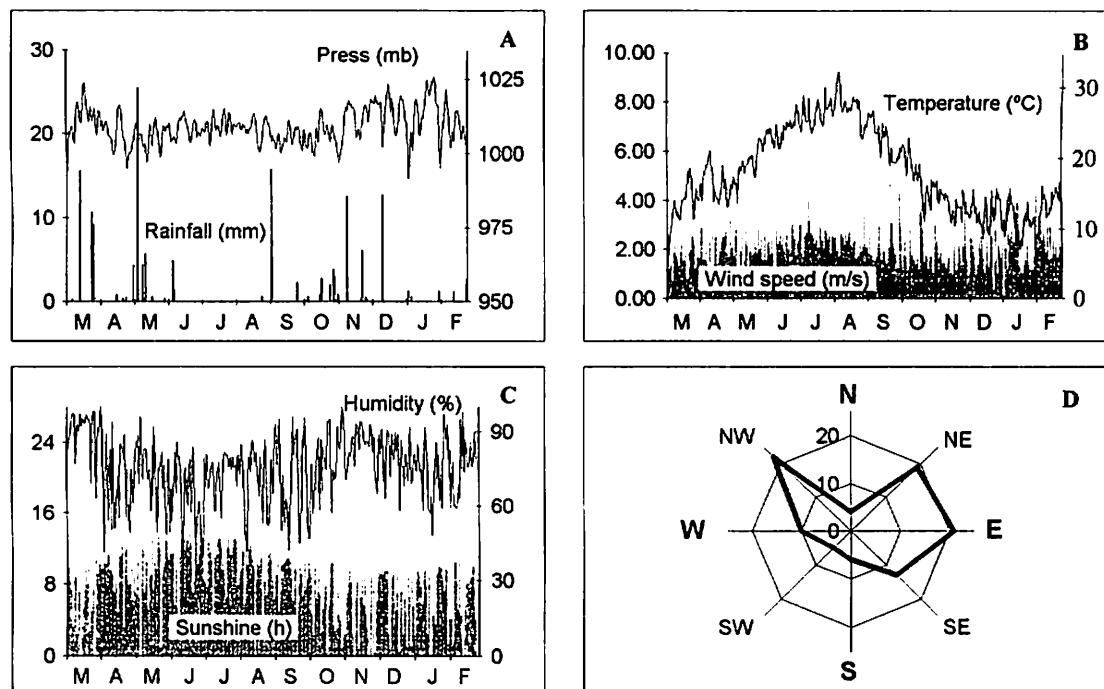 A
Press (mb)
30
20
10
0
1025
1000
975
950
Rainfall (mm)
M A M J J A S O N D J F
B
10.00
8.00
6.00
4.00
2.00
0.00
Temperature (ºC)
30
20
10
0
Wind speed (m/s)
M A M J J A S O N D J F
C
Humidity (%)
24
16
8
0
90
60
30
0
Sunshine (h)
M A M J J A S O N D J F
D
N
NW
20
NE
10
W
0
E
SW
SE
S